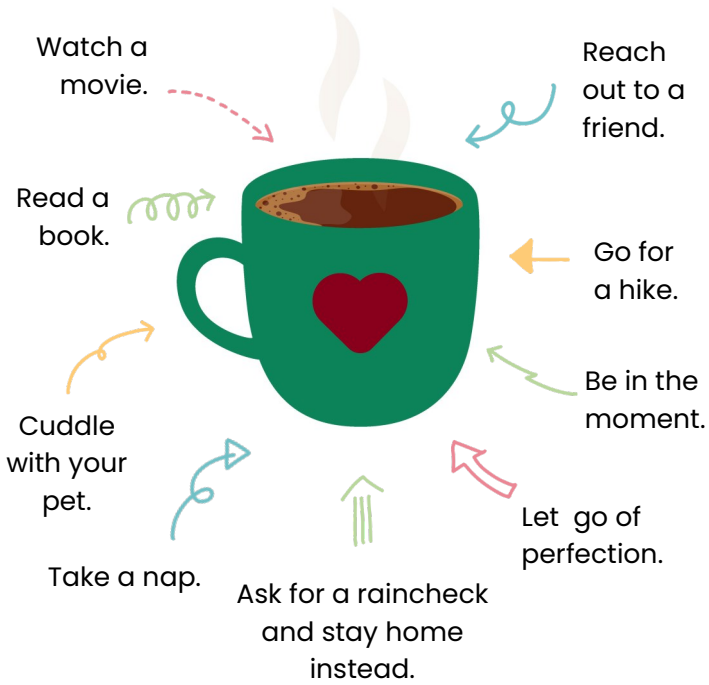 Watch a
movie.
Reach
out to a
friend.
Read a
book.
Go for
a hike.
Be in the
moment.
Cuddle
with your
pet.
Let go of
perfection.
Take a nap.
Ask for a raincheck
and stay home
instead.